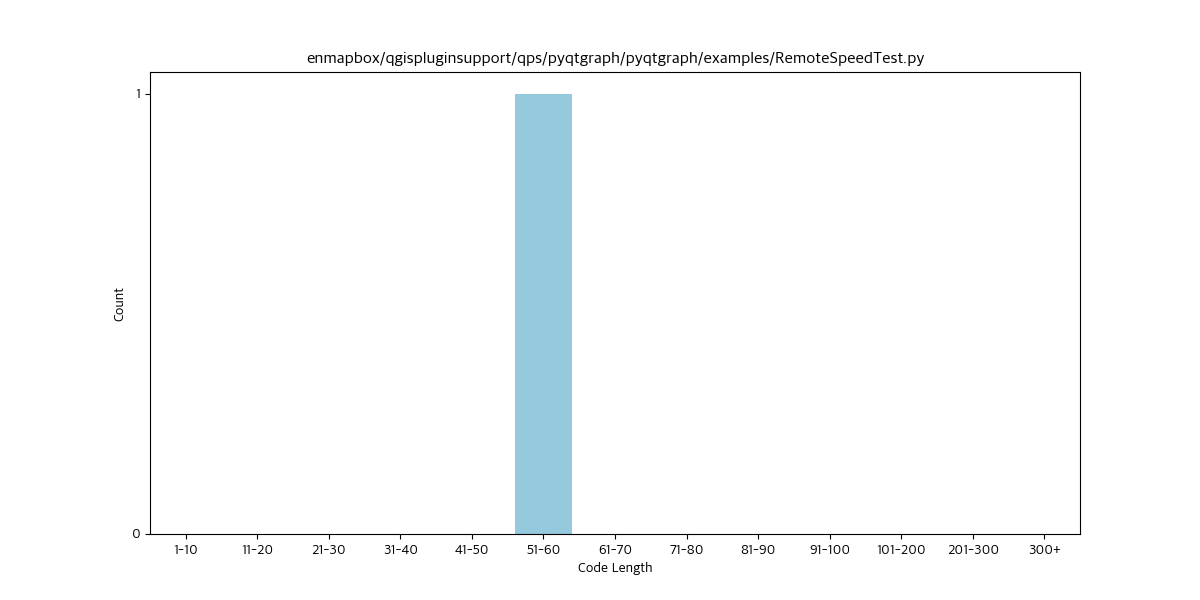 enmapbox/qgispluginsupport/qps/pyqtgraph/pyqtgraph/examples/RemoteSpeedTest.py
1
Count
0
1-10 11-20 21-30 31-40 41-50 51-60 61-70 71-80 81-90 91-100 101-200 201-300 300+
Code Length